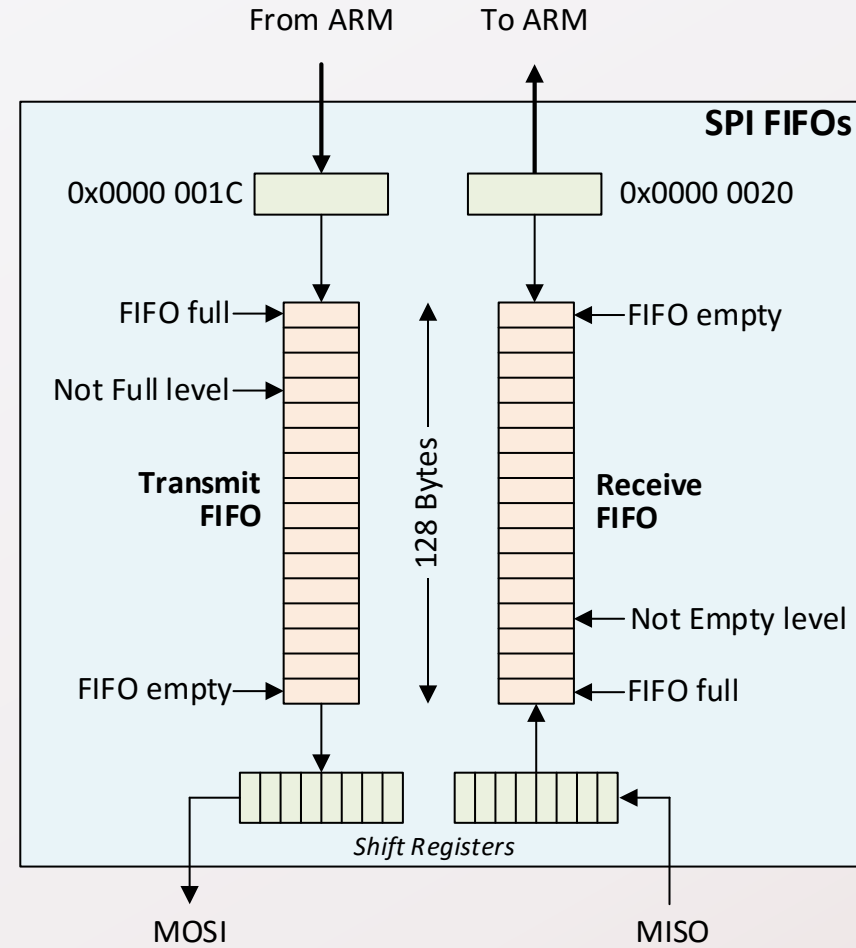 From ARM
To ARM
SPI FIFOs
0x0000 001C
0x0000 0020
FIFO full
FIFO empty
Not Full level
Transmit
FIFO
128 Bytes
Receive
FIFO
Not Empty level
FIFO empty
FIFO full
Shift Registers
MOSI
MISO